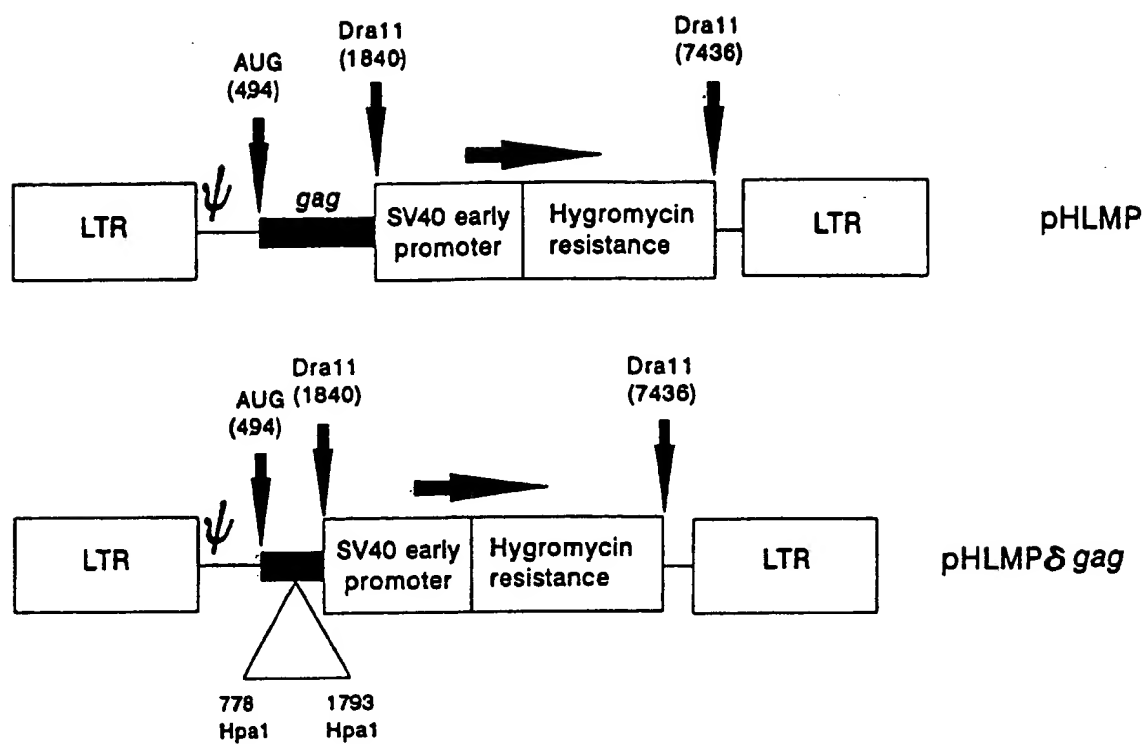 Dra11
(1840)
Dra11
(7436)
AUG
(494)
ψ
gag
LTR
SV40 early
promoter
Hygromycin
resistance
LTR
pHLMP
Dra11
(1840)
Dra11
(7436)
AUG
(494)
ψ
LTR
SV40 early
promoter
Hygromycin
resistance
LTR
pHLMPδ gag
778
Hpa1
1793
Hpa1